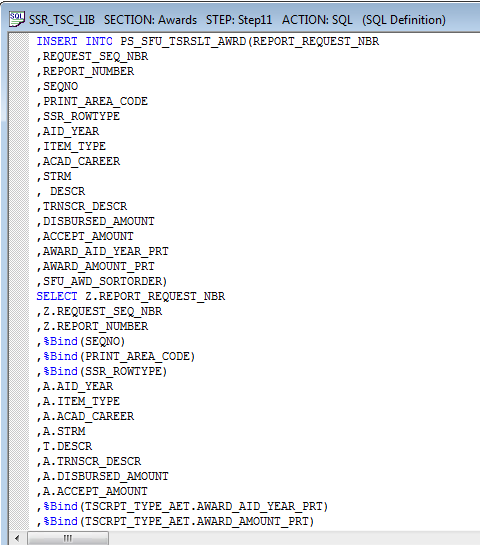 SQL SSR_TSC_LIB SECTION: Awards STEP: Step11 ACTION: SQL (SQL Definition)
INSERT INTO PS_SFU_TSRSLT_AWRD(REPORT_REQUEST_NBR
,REQUEST_SEQ_NBR
,REPORT_NUMBER
,SEQNO
,PRINT_AREA_CODE
,SSR_ROWTYPE
,AID_YEAR
,ITEM_TYPE
,ACAD_CAREER
,STRM
, DESCR
,TRNSCR_DESCR
,DISBURSED_AMOUNT
,ACCEPT_AMOUNT
,AWARD_AID_YEAR_PRT
,AWARD_AMOUNT_PRT
,SFU_AWD_SORTORDER)
SELECT Z.REPORT_REQUEST_NBR
,Z.REQUEST_SEQ_NBR
,Z.REPORT_NUMBER
,%Bind(SEQNO)
,%Bind(PRINT_AREA_CODE)
,%Bind(SSR_ROWTYPE)
,A.AID_YEAR
,A.ITEM_TYPE
,A.ACAD_CAREER
,A.STRM
,T.DESCR
,A.TRNSCR_DESCR
,A.DISBURSED_AMOUNT
,A.ACCEPT_AMOUNT
,%Bind(TSCRPT_TYPE_AET.AWARD_AID_YEAR_PRT)
,%Bind(TSCRPT_TYPE_AET.AWARD_AMOUNT_PRT)